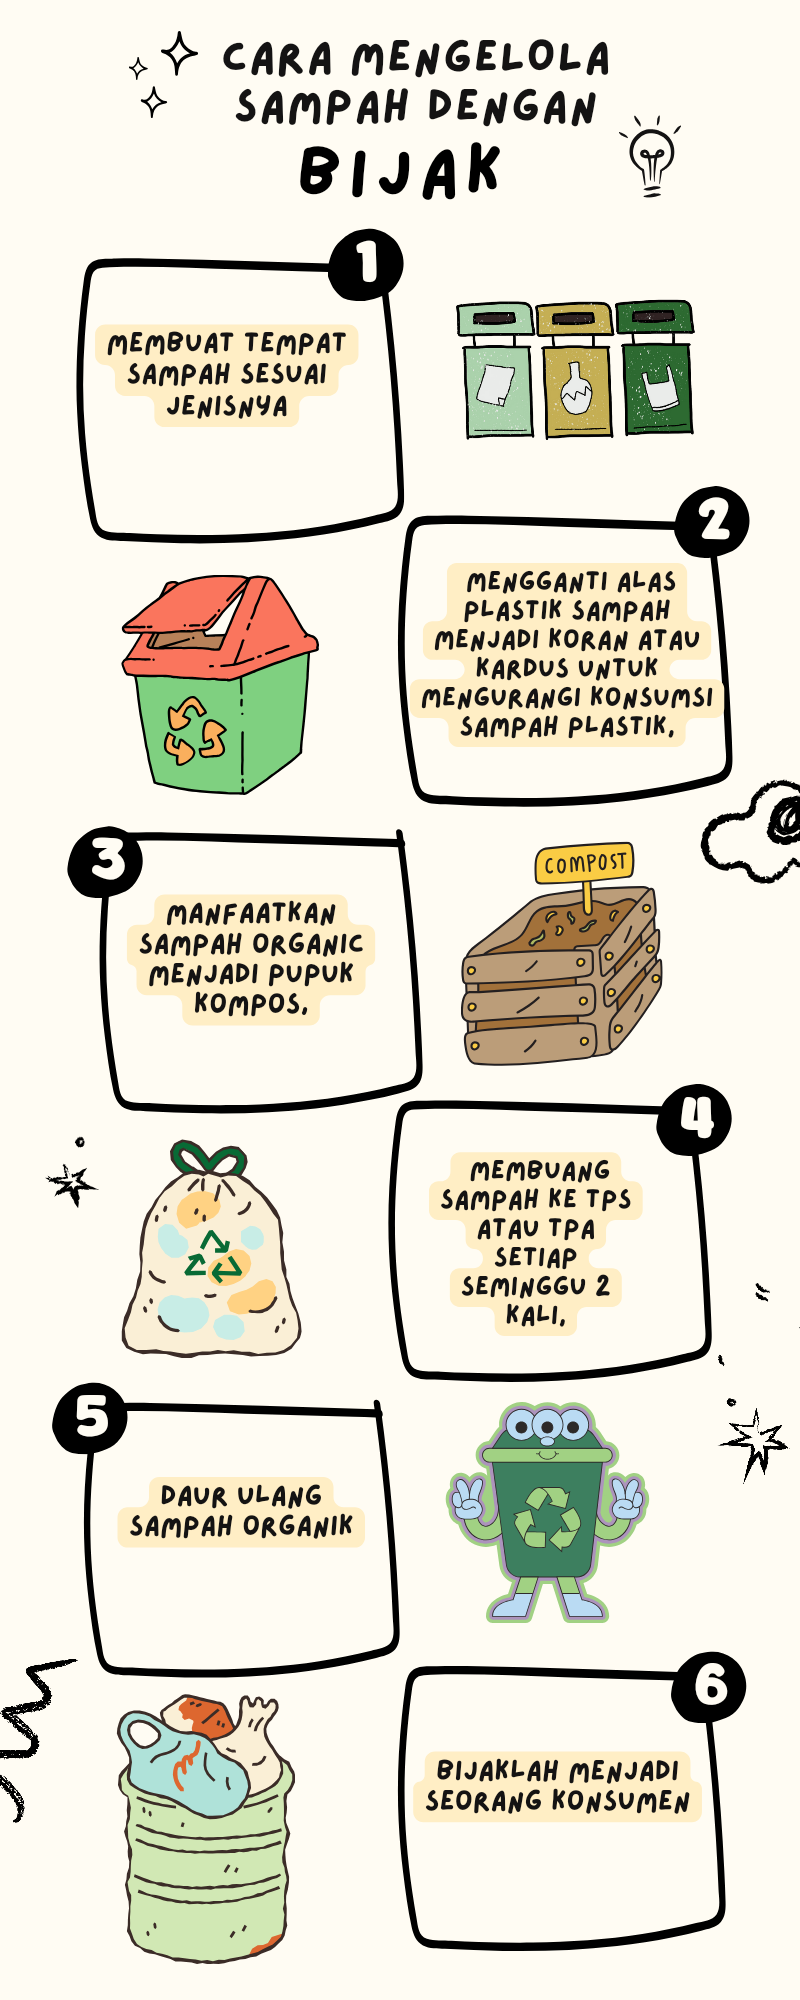 CARA MENGELOLA
SAMPAH DENGAN
BIJAK
1
MEMBUAT TEMPAT
SAMPAH SESUAI
JENISNYA
2
MENGGANTI ALAS
PLASTIK SAMPAH
MENJADI KORAN ATAU
KARDUS UNTUK
MENGURANGI KONSUMSI
SAMPAH PLASTIK.
3
MANFAATKAN
SAMPAH ORGANIC
MENJADI PUPUK
KOMPOS.
COMPOST
4
MEMBUANG
SAMPAH KE TPS
ATAU TPA
SETIAP
SEMINGGU 2
KALI.
5
DAUR ULANG
SAMPAH ORGANIK
6
BIJAKLAH MENJADI
SEORANG KONSUMEN